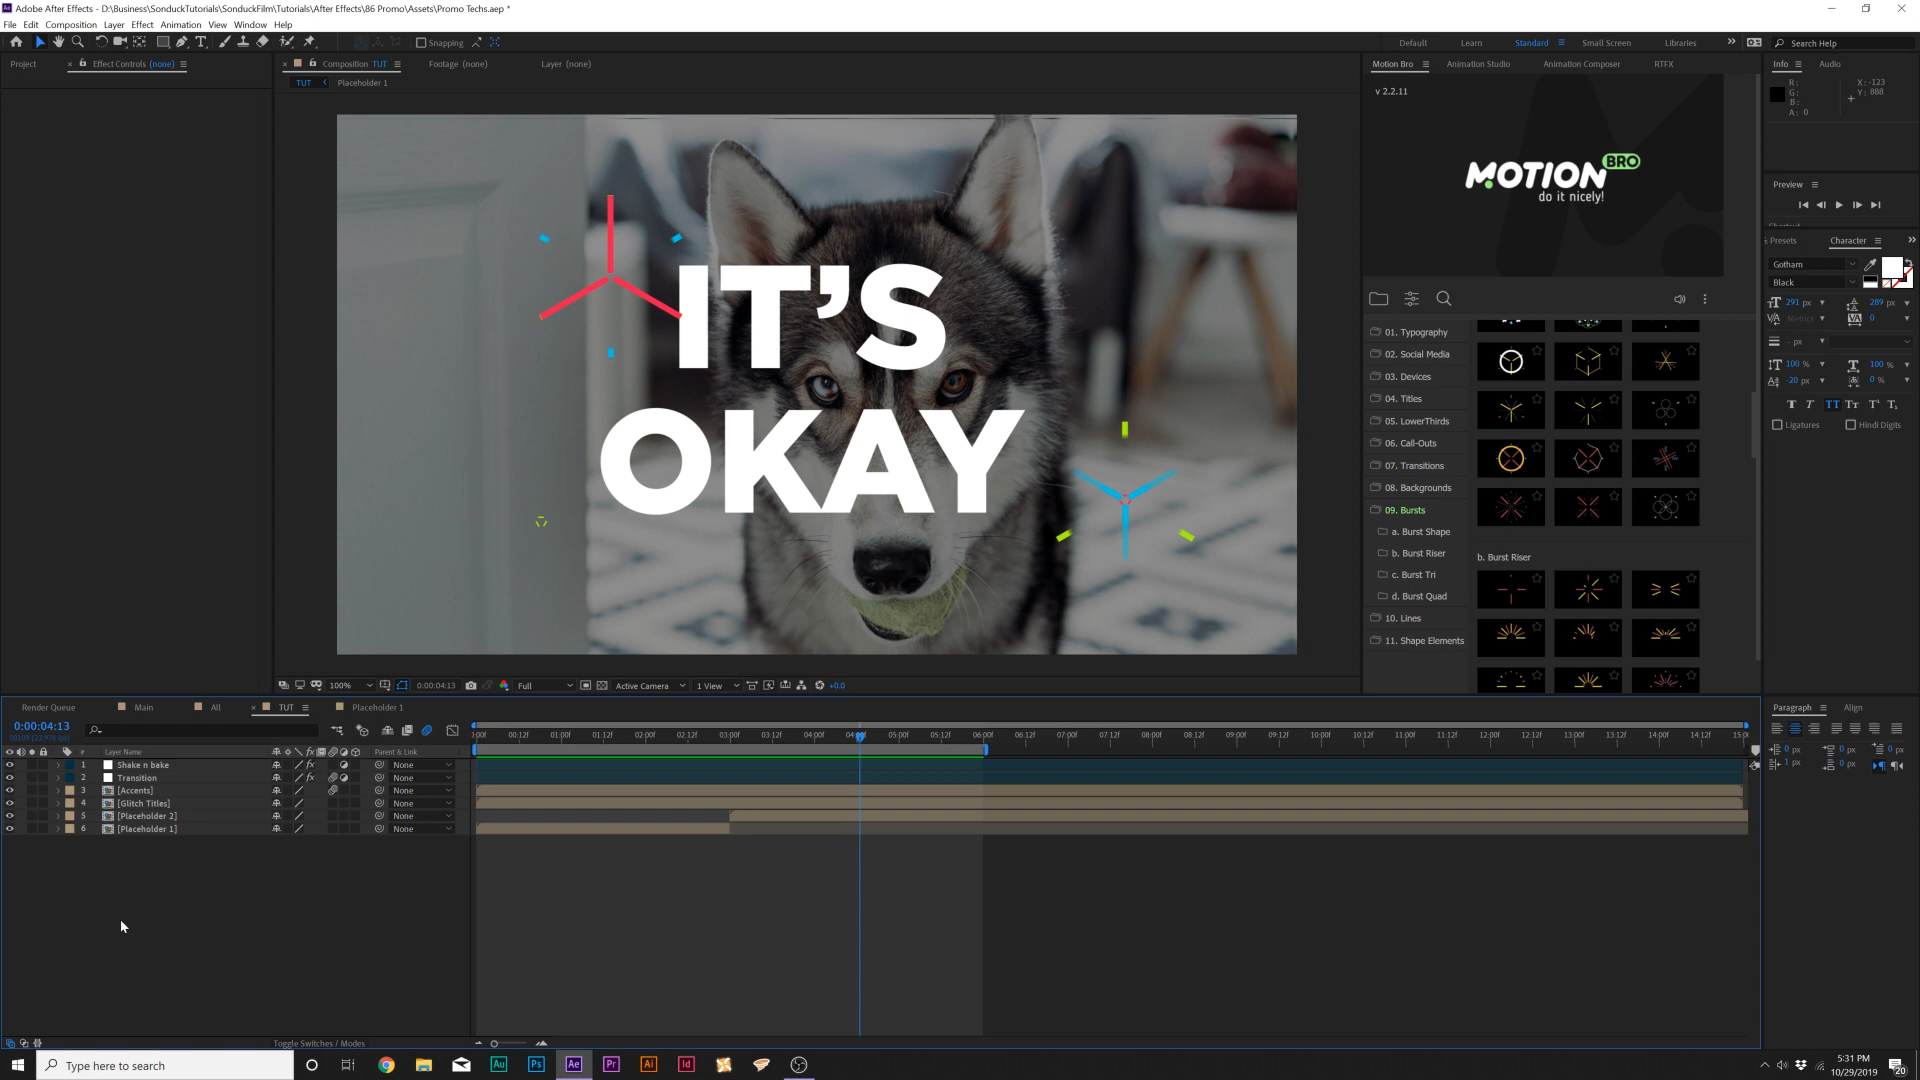 Adobe After Effects - D:\Business\SonduckTutorials\SonduckFilm\Tutorials\After Effects\86 Promo\Assets\Promo Techs.aep *
File Edit Composition Layer Effect Animation View Window Help
Snapping
Default Learn Standard Small Screen Libraries Search Help
Project
Effect Controls (none)
Composition TUT
Footage (none)
Layer (none)
TUT
Placeholder 1
IT'S
OKAY
100%
0:00:04:13
Full
Active Camera
1 View
+0.0
Motion Bro
Animation Studio
Animation Composer
RTFX
v 2.2.11
MOTION BRO
do it nicely!
01. Typography
02. Social Media
03. Devices
04. Titles
05. LowerThirds
06. Call-Outs
07. Transitions
08. Backgrounds
09. Bursts
a. Burst Shape
b. Burst Riser
c. Burst Tri
d. Burst Quad
10. Lines
11. Shape Elements
b. Burst Riser
Info
Audio
R:
G:
B:
A: 0
X: -123
Y: 888
Preview
Presets
Character
Gotham
Black
291 px
289 px
Metrics
0
- px
100 %
100 %
-20 px
0 %
Ligatures
Hindi Digits
Paragraph
Align
0 px
0 px
0 px
1 px
0 px
Render Queue
Main
All
TUT
Placeholder 1
0:00:04:13
# Layer Name
Parent & Link
1 Shake n bake None
2 Transition None
3 [Accents] None
4 [Glitch Titles] None
5 [Placeholder 2] None
6 [Placeholder 1] None
00:12f 01:00f 01:12f 02:00f 02:12f 03:00f 03:12f 04:00f 05:00f 05:12f 06:00f 06:12f 07:00f 07:12f 08:00f 08:12f 09:00f 09:12f 10:00f 10:12f 11:00f 11:12f 12:00f 12:12f 13:00f 13:12f 14:00f 14:12f
Toggle Switches / Modes
Type here to search
Au
Ps
Ae
Pr
Ai
Id
5:31 PM
10/29/2019
20